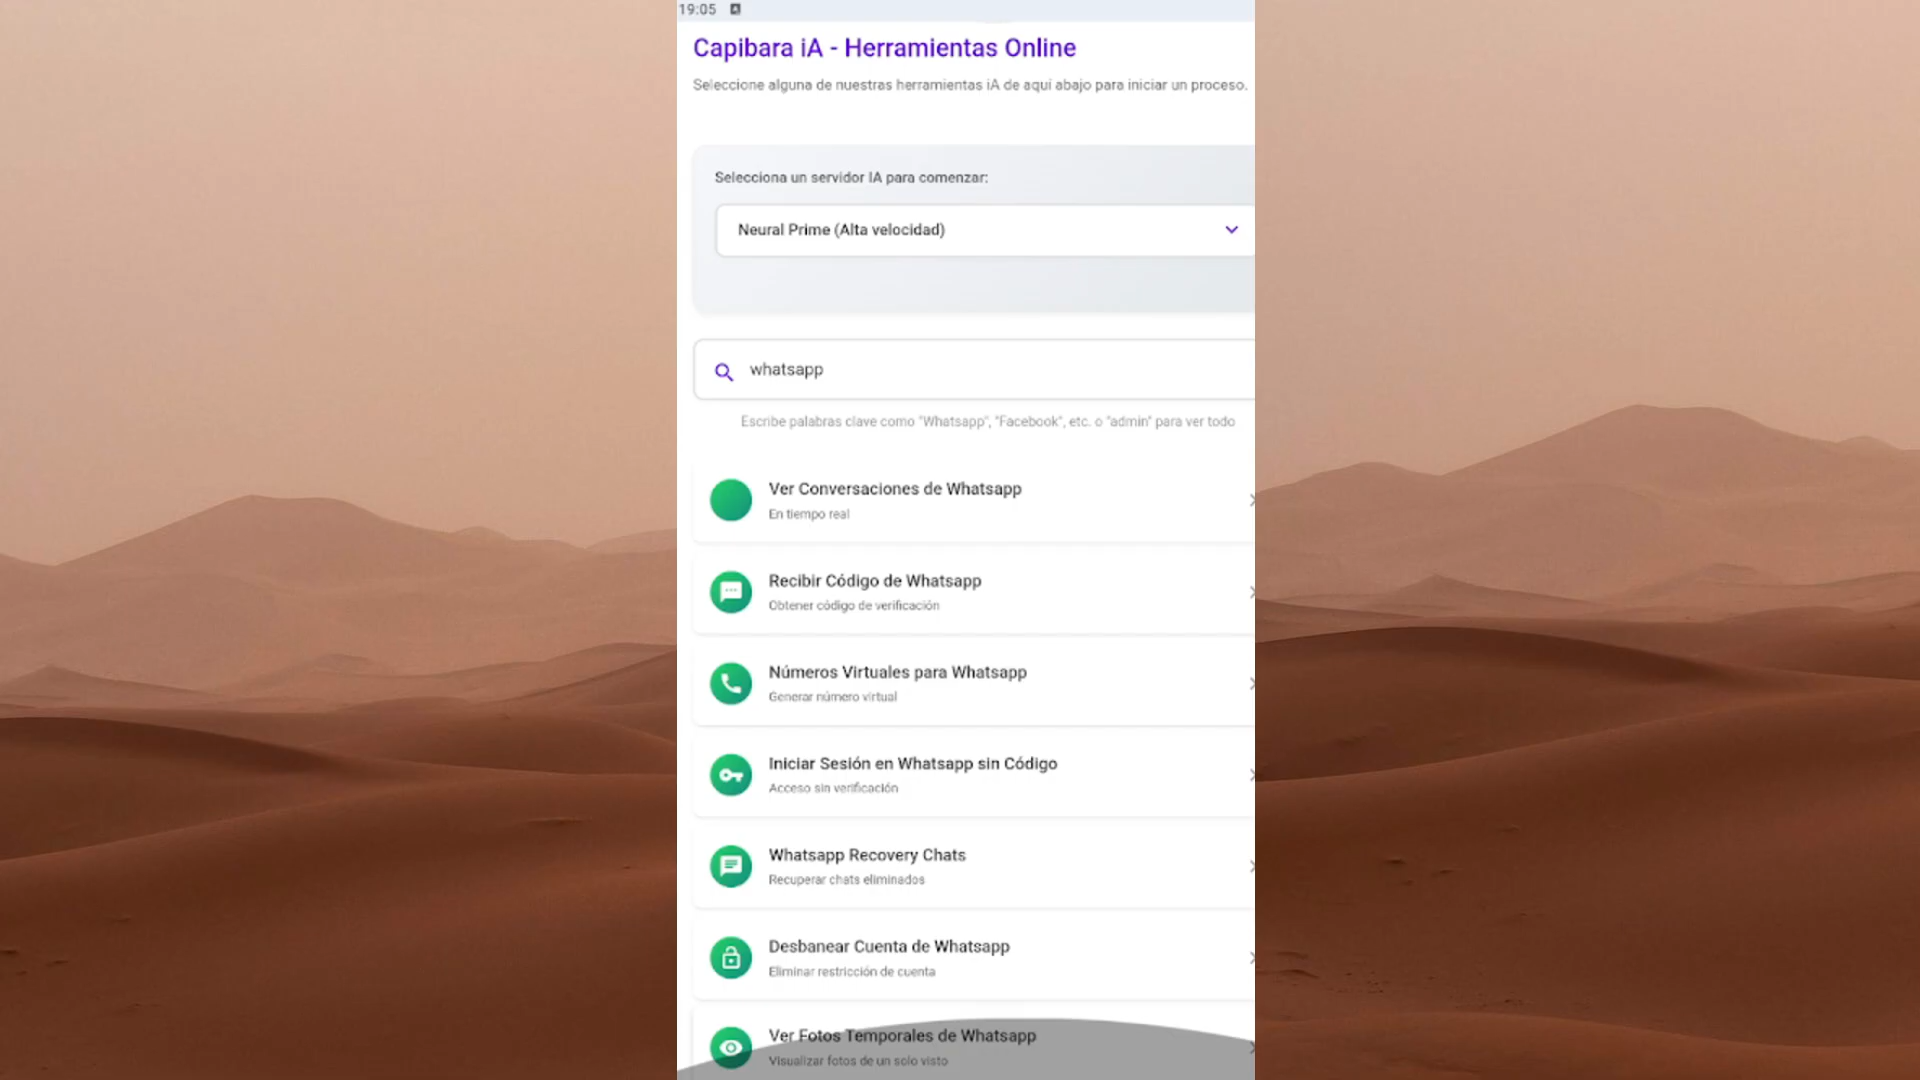 19:05
Capibara iA - Herramientas Online
Seleccione alguna de nuestras herramientas iA de aqui abajo para iniciar un proceso.
Selecciona un servidor IA para comenzar:
Neural Prime (Alta velocidad)
whatsapp
Escribe palabras clave como "Whatsapp", "Facebook", etc. o "admin" para ver todo
Ver Conversaciones de Whatsapp
En tiempo real
Recibir Código de Whatsapp
Obtener código de verificación
Números Virtuales para Whatsapp
Generar número virtual
Iniciar Sesión en Whatsapp sin Código
Acceso sin verificación
Whatsapp Recovery Chats
Recuperar chats eliminados
Desbanear Cuenta de Whatsapp
Eliminar restricción de cuenta
Ver Fotos Temporales de Whatsapp
Visualizar fotos de un solo visto